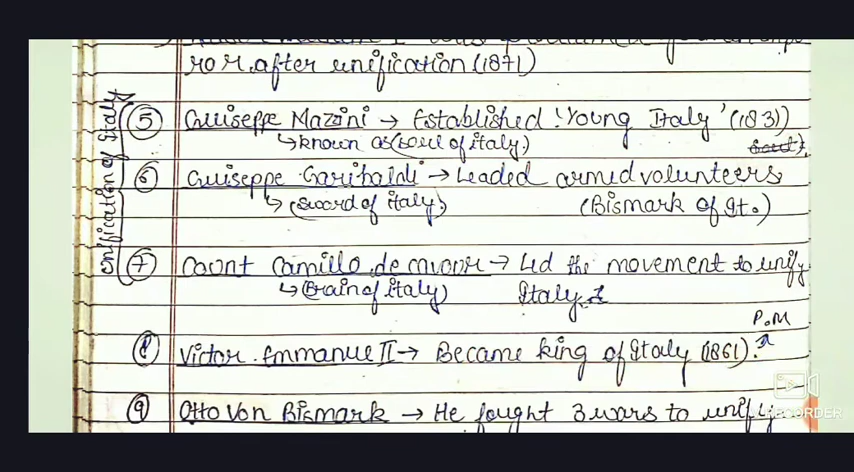 ror after unification (1871)
Unification of Italy
(5) Guiseppe Mazzini → Established 'Young Italy' (1831)
↳ known as (soul of italy)
(6) Guiseppe Garibaldi → Leaded armed volunteers
↳ (Sword of italy) (Bismark of It.)
(7) Count Camillo de cavour → Led the movement to unify
↳ (Brain of Italy) Italy.
P.M
(8) Victor Emmanue II → Became king of Italy (1861).
(9) Otto Von Bismark → He fought 3 wars to unify
RECORDER